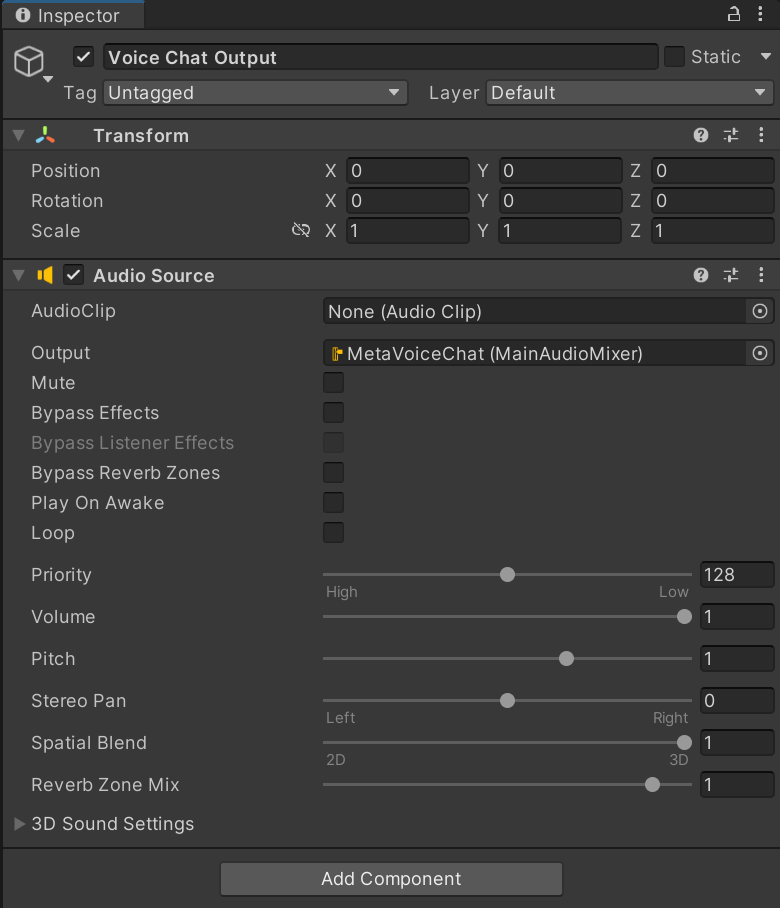 Inspector
Voice Chat Output Static
Tag Untagged Layer Default
Transform
Position X 0 Y 0 Z 0
Rotation X 0 Y 0 Z 0
Scale X 1 Y 1 Z 1
Audio Source
AudioClip None (Audio Clip)
Output MetaVoiceChat (MainAudioMixer)
Mute
Bypass Effects
Bypass Listener Effects
Bypass Reverb Zones
Play On Awake
Loop
Priority 128
High Low
Volume 1
Pitch 1
Stereo Pan 0
Left Right
Spatial Blend 1
2D 3D
Reverb Zone Mix 1
3D Sound Settings
Add Component